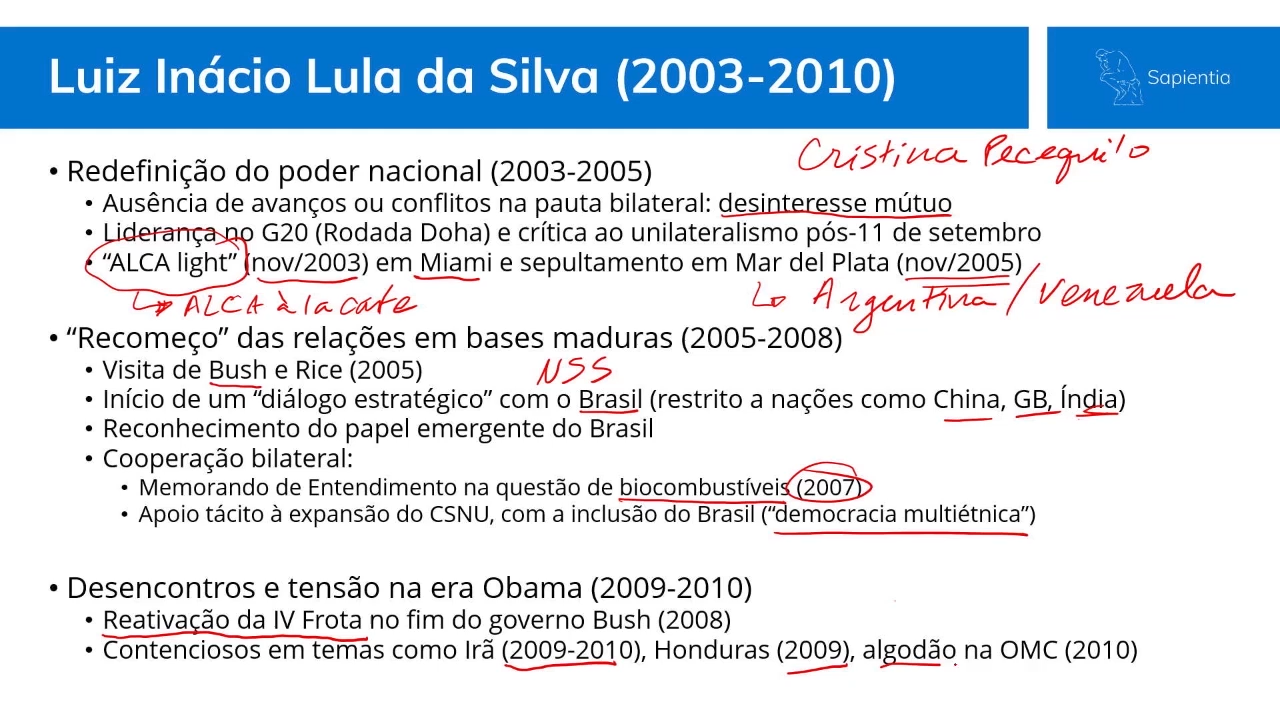 Luiz Inácio Lula da Silva (2003-2010)
Sapientia
Cristina Pecequilo
• Redefinição do poder nacional (2003-2005)
• Ausência de avanços ou conflitos na pauta bilateral: desinteresse mútuo
• Liderança no G20 (Rodada Doha) e crítica ao unilateralismo pós-11 de setembro
• “ALCA light” (nov/2003) em Miami e sepultamento em Mar del Plata (nov/2005)
↳ ALCA à la carte
↳ Argentina/Venezuela
• “Recomeço” das relações em bases maduras (2005-2008)
• Visita de Bush e Rice (2005)
NSS
• Início de um “diálogo estratégico” com o Brasil (restrito a nações como China, GB, Índia)
• Reconhecimento do papel emergente do Brasil
• Cooperação bilateral:
• Memorando de Entendimento na questão de biocombustíveis (2007)
• Apoio tácito à expansão do CSNU, com a inclusão do Brasil (“democracia multiétnica”)
• Desencontros e tensão na era Obama (2009-2010)
• Reativação da IV Frota no fim do governo Bush (2008)
• Contenciosos em temas como Irã (2009-2010), Honduras (2009), algodão na OMC (2010)